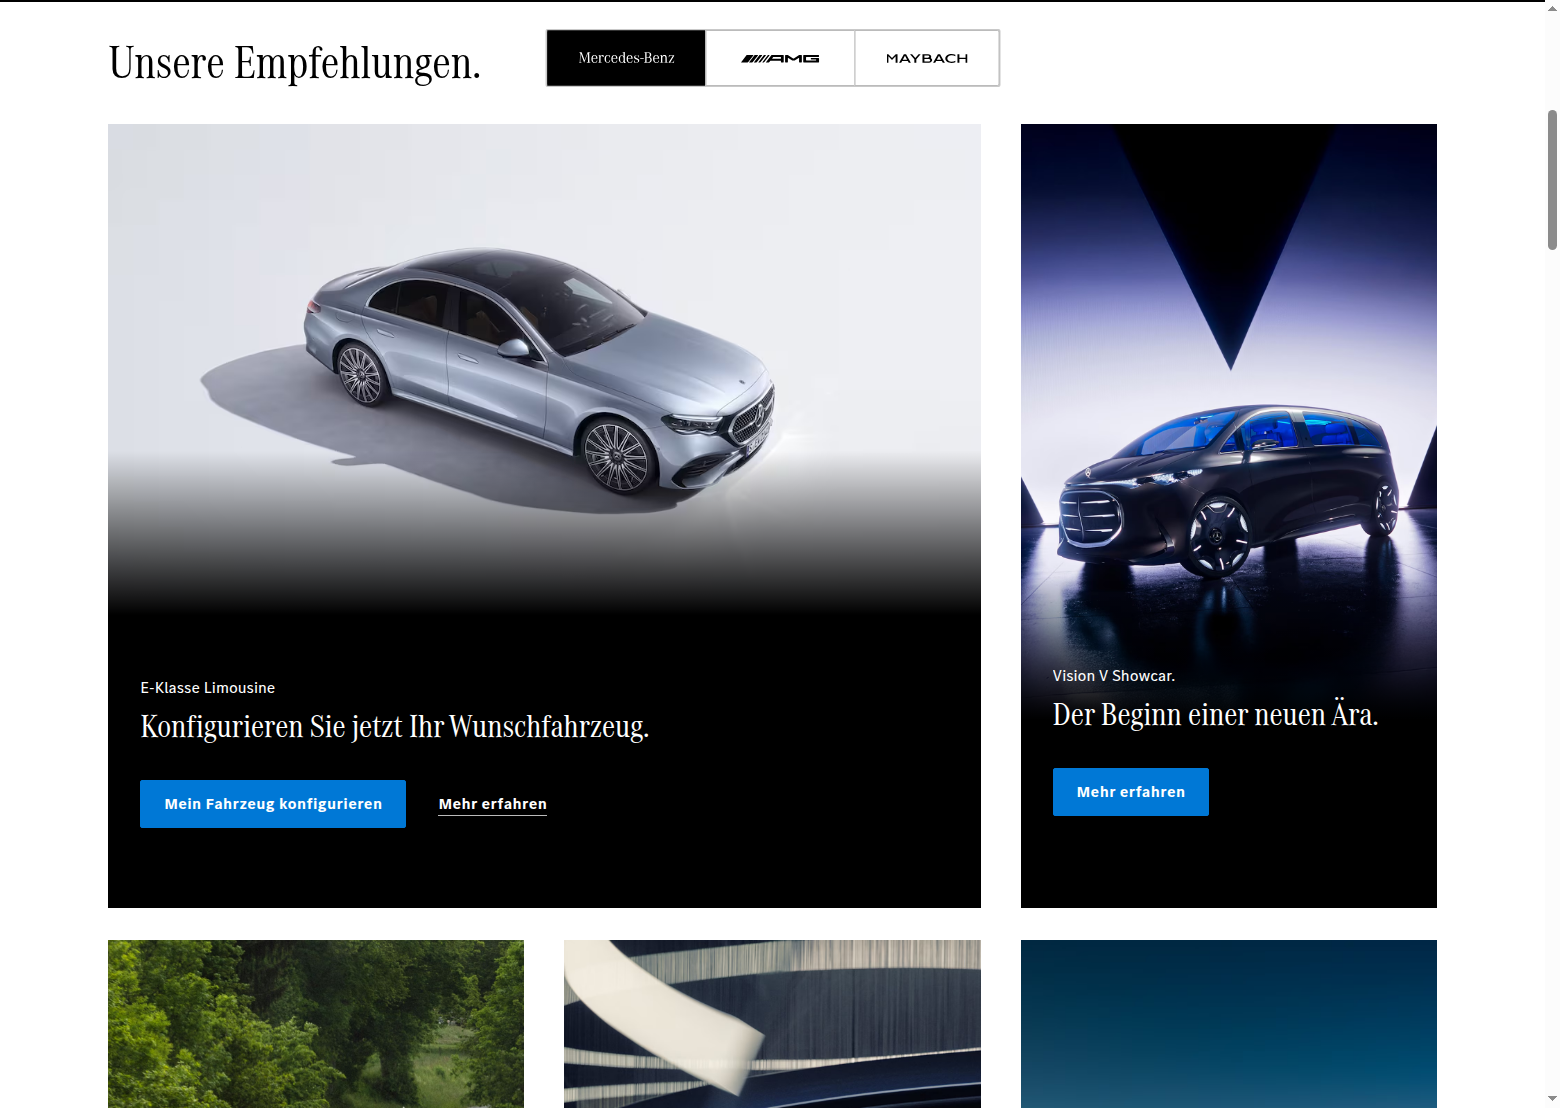 Unsere Empfehlungen.
Mercedes-Benz
AMG
MAYBACH
E-Klasse Limousine
Konfigurieren Sie jetzt Ihr Wunschfahrzeug.
Mein Fahrzeug konfigurieren
Mehr erfahren
Vision V Showcar.
Der Beginn einer neuen Ära.
Mehr erfahren